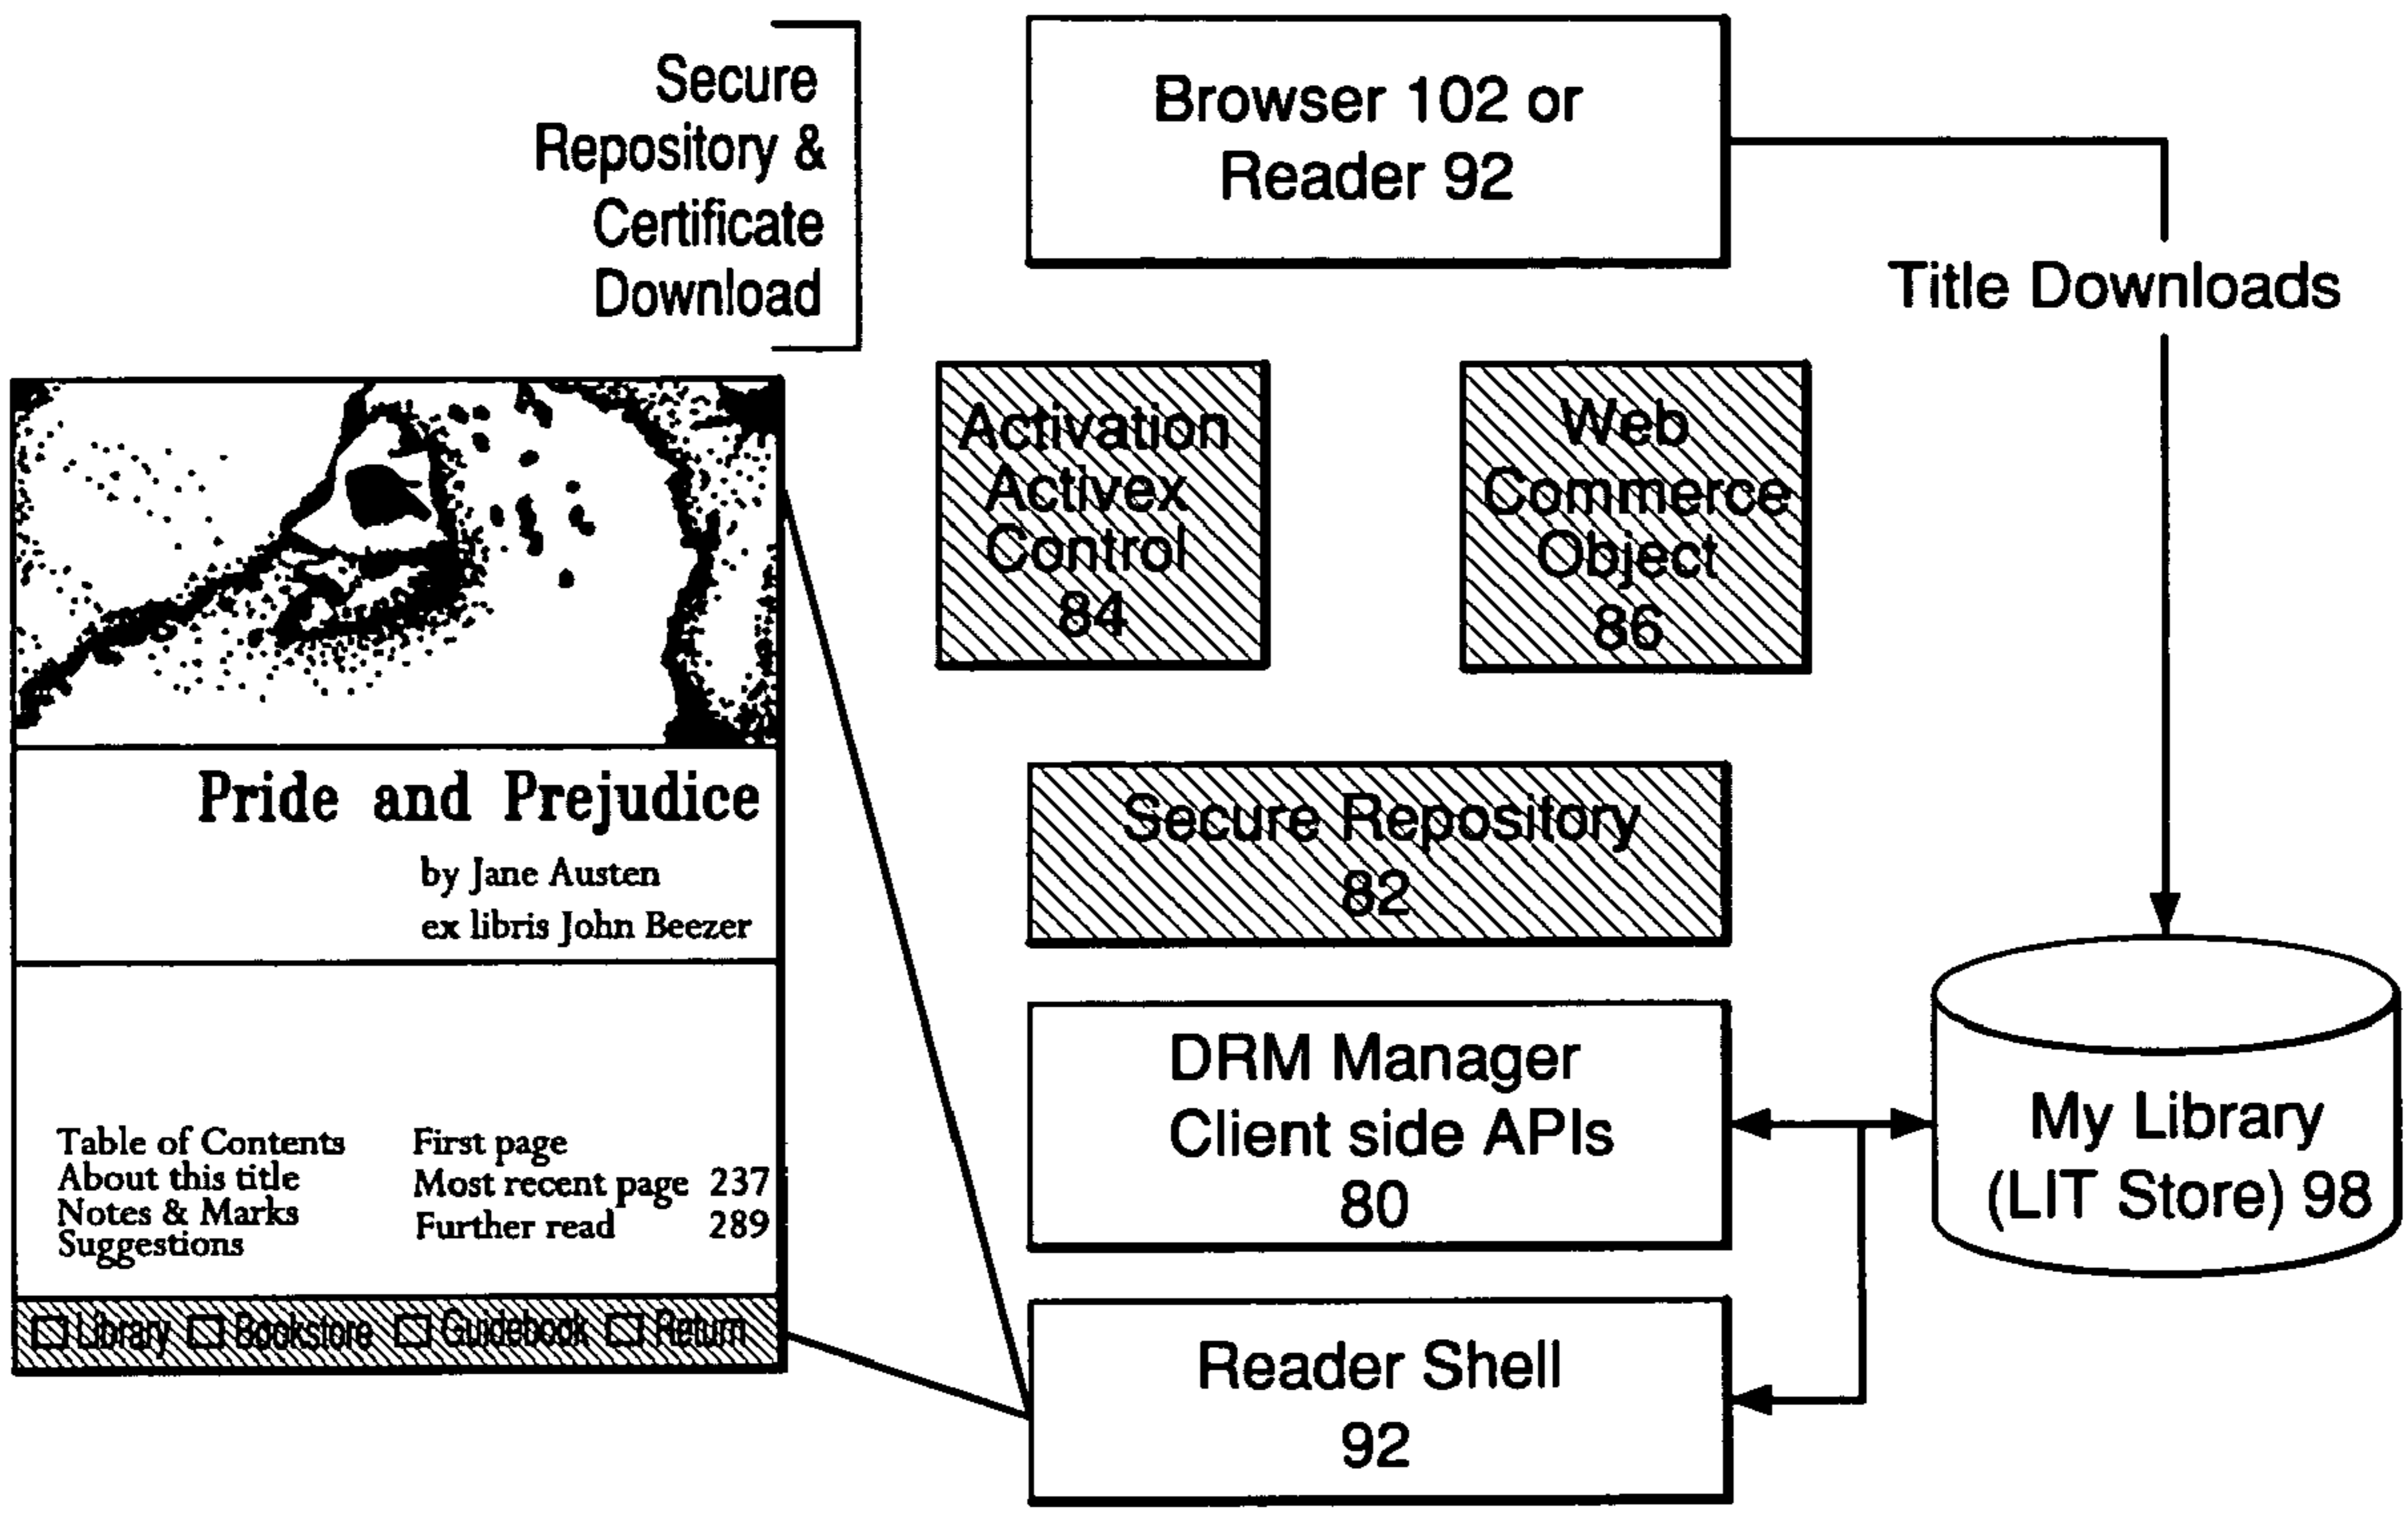 Secure
Repository &
Certificate
Download
Browser 102 or
Reader 92
Title Downloads
Activation
Activex
Control
84
Web
Commerce
Object
86
Pride and Prejudice
by Jane Austen
ex libris John Beezer
Table of Contents
About this title
Notes & Marks
Suggestions
First page
Most recent page 237
Further read 289
Library Bookstore Guidebook Return
Secure Repository
82
DRM Manager
Client side APIs
80
Reader Shell
92
My Library
(LIT Store) 98